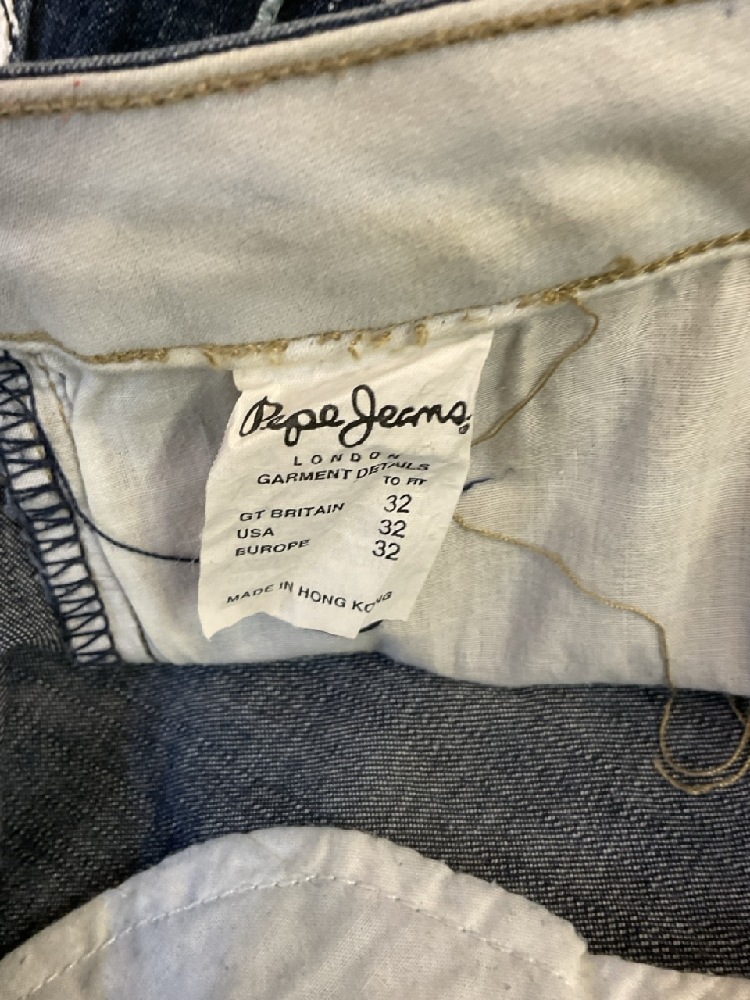 Pepe Jeans
LONDON
GARMENT DETAILS
TO FIT
GT BRITAIN 32
USA 32
EUROPE 32
MADE IN HONG KONG